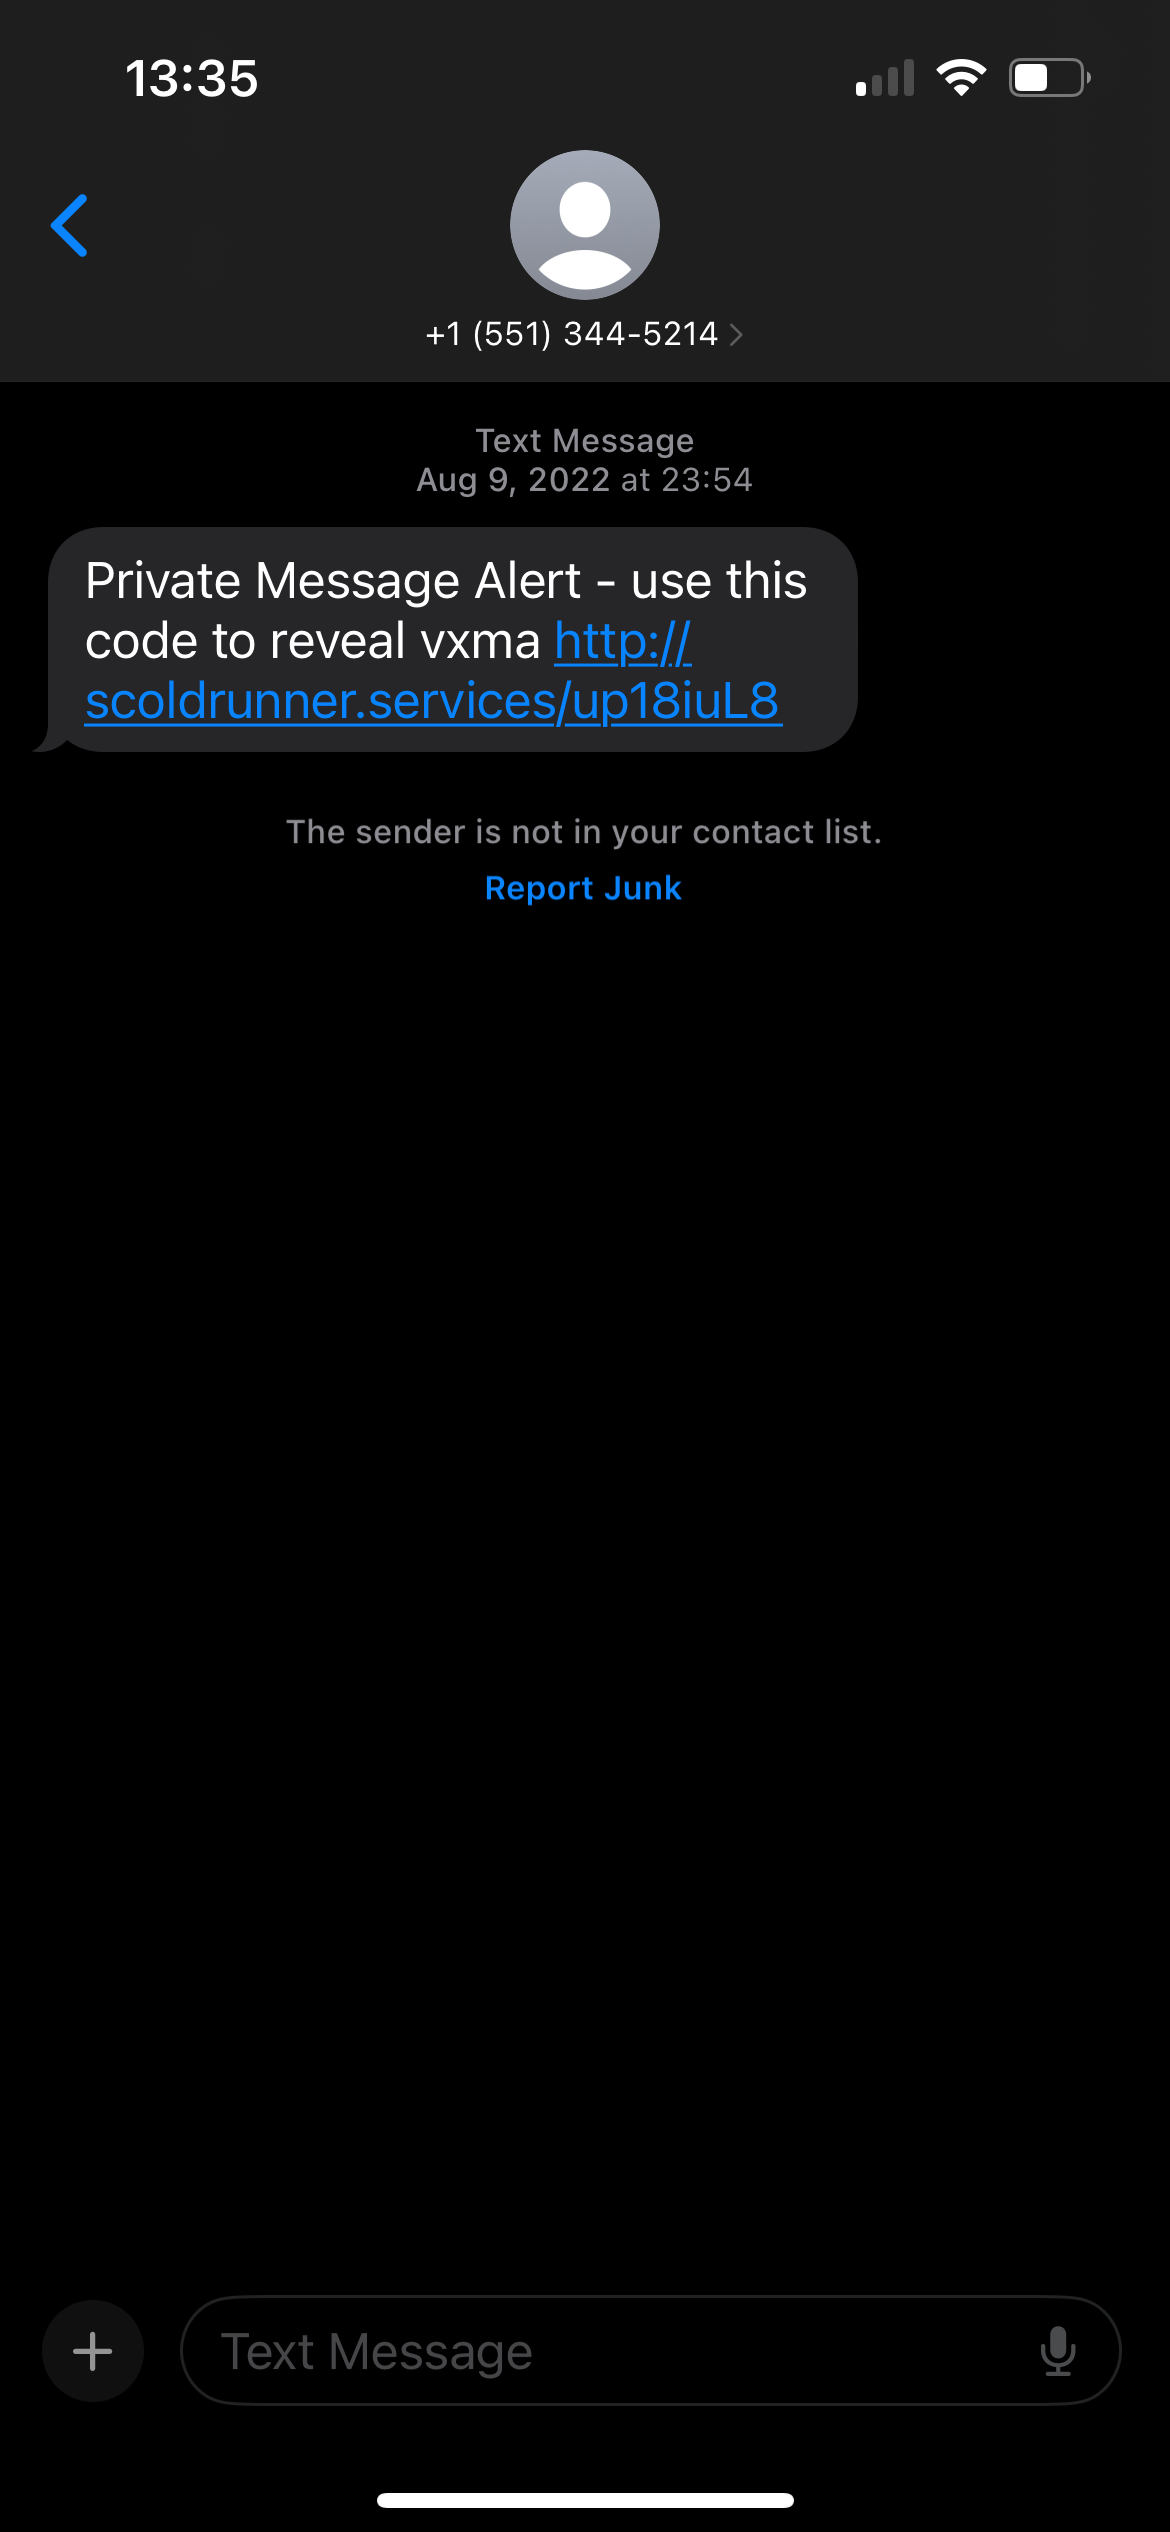 13:35
+1 (551) 344-5214
Text Message
Aug 9, 2022 at 23:54
Private Message Alert - use this
code to reveal vxma http://
scoldrunner.services/up18iuL8
The sender is not in your contact list.
Report Junk
Text Message